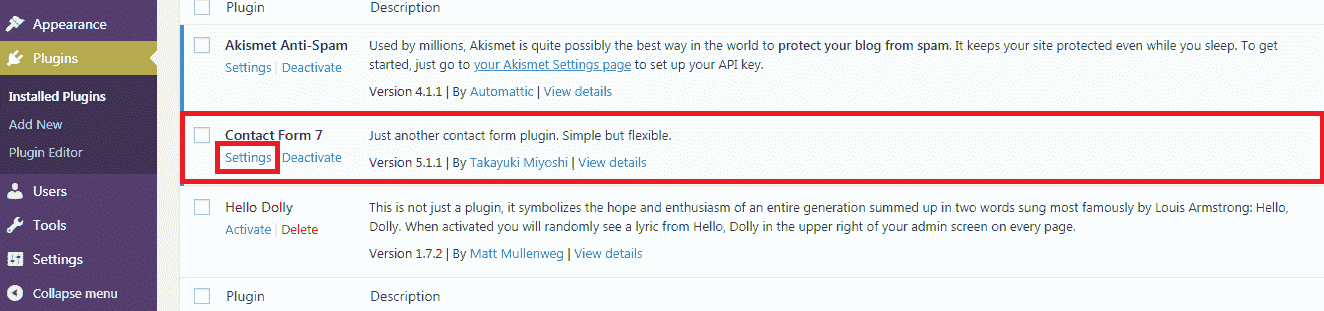 Appearance
Plugins
Installed Plugins
Add New
Plugin Editor
Users
Tools
Settings
Collapse menu
Plugin Description
Akismet Anti-Spam
Settings | Deactivate
Used by millions, Akismet is quite possibly the best way in the world to protect your blog from spam. It keeps your site protected even while you sleep. To get
started, just go to your Akismet Settings page to set up your API key.
Version 4.1.1 | By Automattic | View details
Contact Form 7
Settings Deactivate
Just another contact form plugin. Simple but flexible.
Version 5.1.1 | By Takayuki Miyoshi | View details
Hello Dolly
Activate | Delete
This is not just a plugin, it symbolizes the hope and enthusiasm of an entire generation summed up in two words sung most famously by Louis Armstrong: Hello,
Dolly. When activated you will randomly see a lyric from Hello, Dolly in the upper right of your admin screen on every page.
Version 1.7.2 | By Matt Mullenweg | View details
Plugin Description